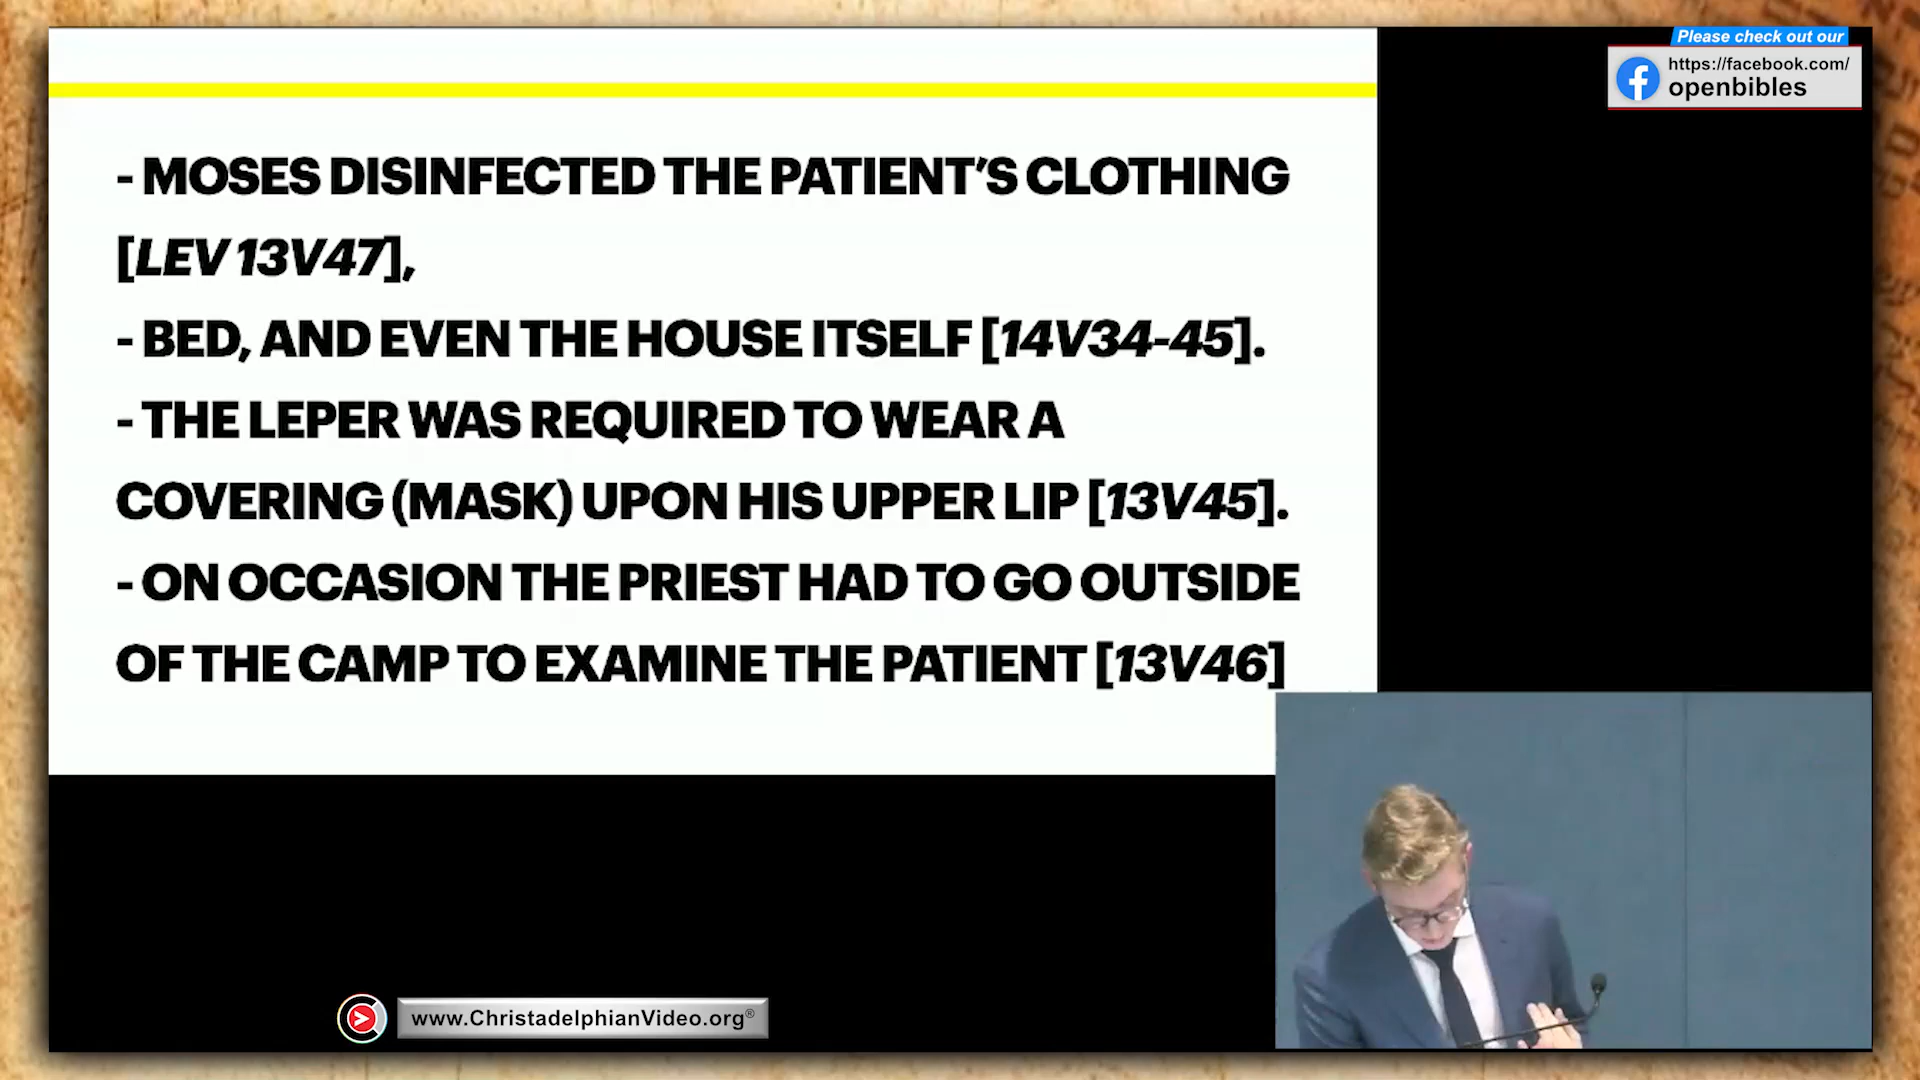 Please check out our
https://facebook.com/
openbibles
- MOSES DISINFECTED THE PATIENT’S CLOTHING
[LEV 13V47],
- BED, AND EVEN THE HOUSE ITSELF [14V34-45].
- THE LEPER WAS REQUIRED TO WEAR A
COVERING (MASK) UPON HIS UPPER LIP [13V45].
- ON OCCASION THE PRIEST HAD TO GO OUTSIDE
OF THE CAMP TO EXAMINE THE PATIENT [13V46]
www.ChristadelphianVideo.org®